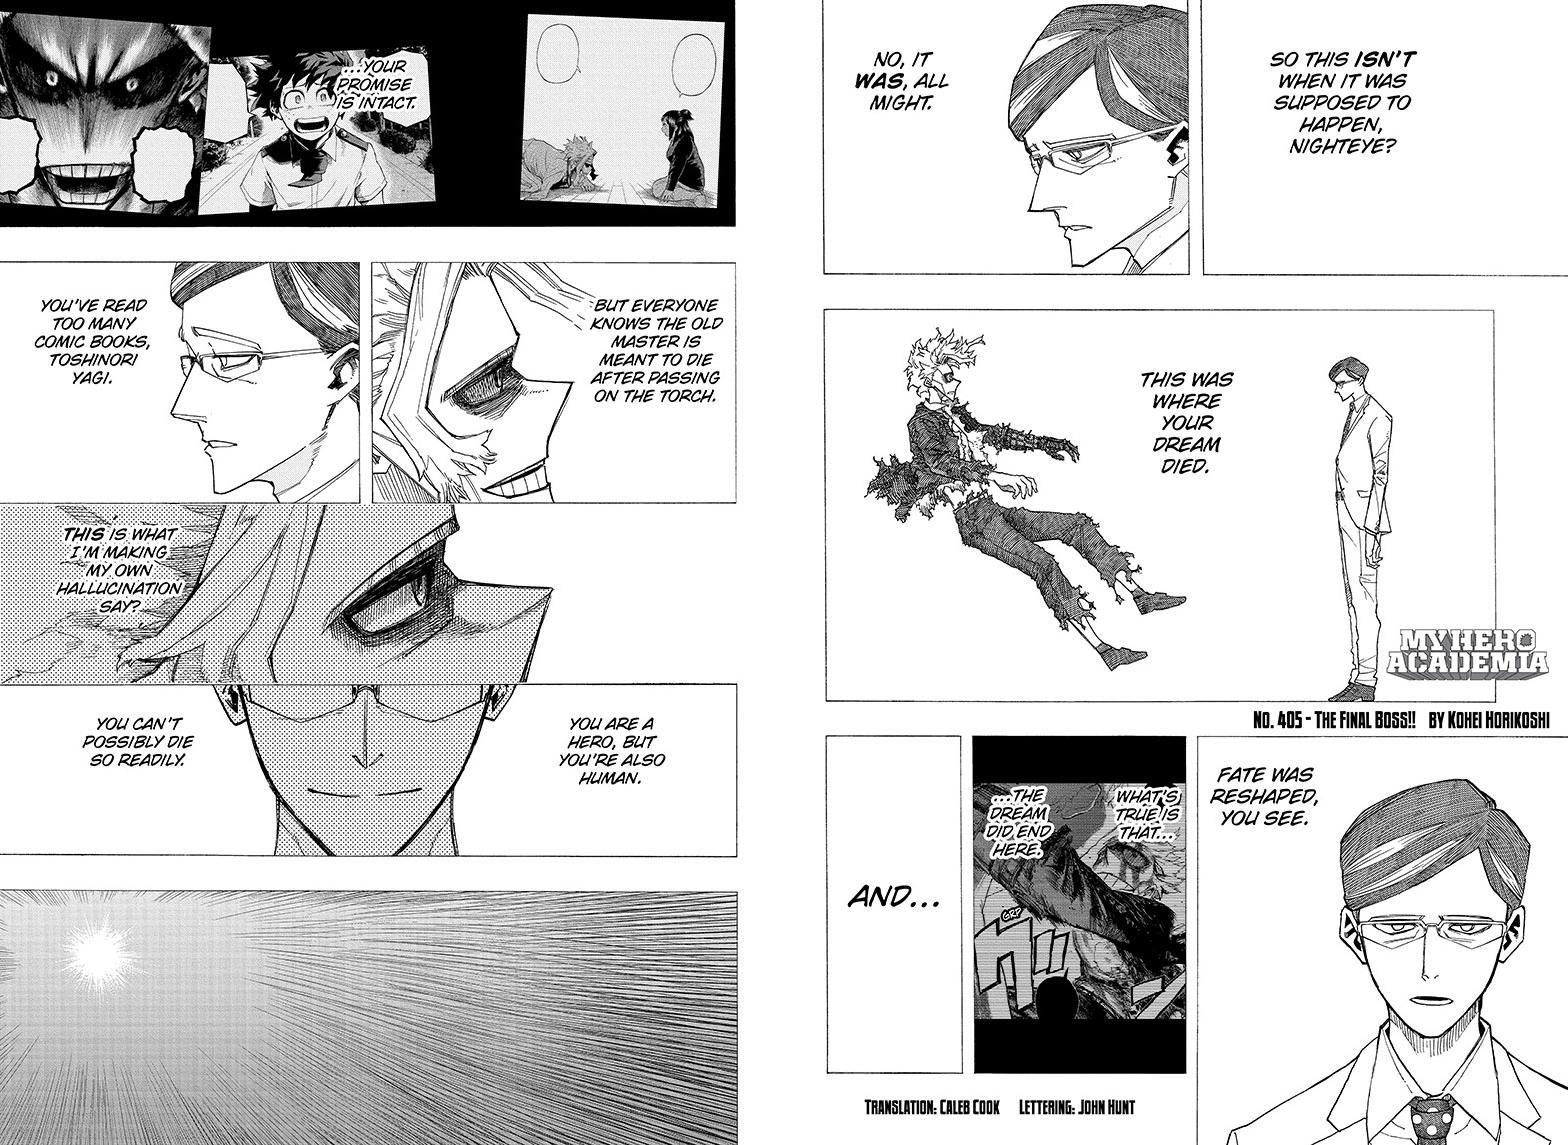 SO THIS ISN'T
WHEN IT WAS
SUPPOSED TO
HAPPEN,
NIGHTEYE?
NO, IT
WAS, ALL
MIGHT.
THIS WAS
WHERE
YOUR
DREAM
DIED.
MY HERO
ACADEMIA
No. 405 - The Final Boss!! by Kohei Horikoshi
FATE WAS
RESHAPED,
YOU SEE.
WHAT'S
TRUE IS
THAT...
...THE
DREAM
DID END
HERE.
GRP
グッ
AND...
Translation: Caleb Cook Lettering: John Hunt
...YOUR
PROMISE
IS INTACT.
BUT EVERYONE
KNOWS THE OLD
MASTER IS
MEANT TO DIE
AFTER PASSING
ON THE TORCH.
YOU'VE READ
TOO MANY
COMIC BOOKS,
TOSHINORI
YAGI.
THIS IS WHAT
I'M MAKING
MY OWN
HALLUCINATION
SAY?
YOU ARE A
HERO, BUT
YOU'RE ALSO
HUMAN.
YOU CAN'T
POSSIBLY DIE
SO READILY.